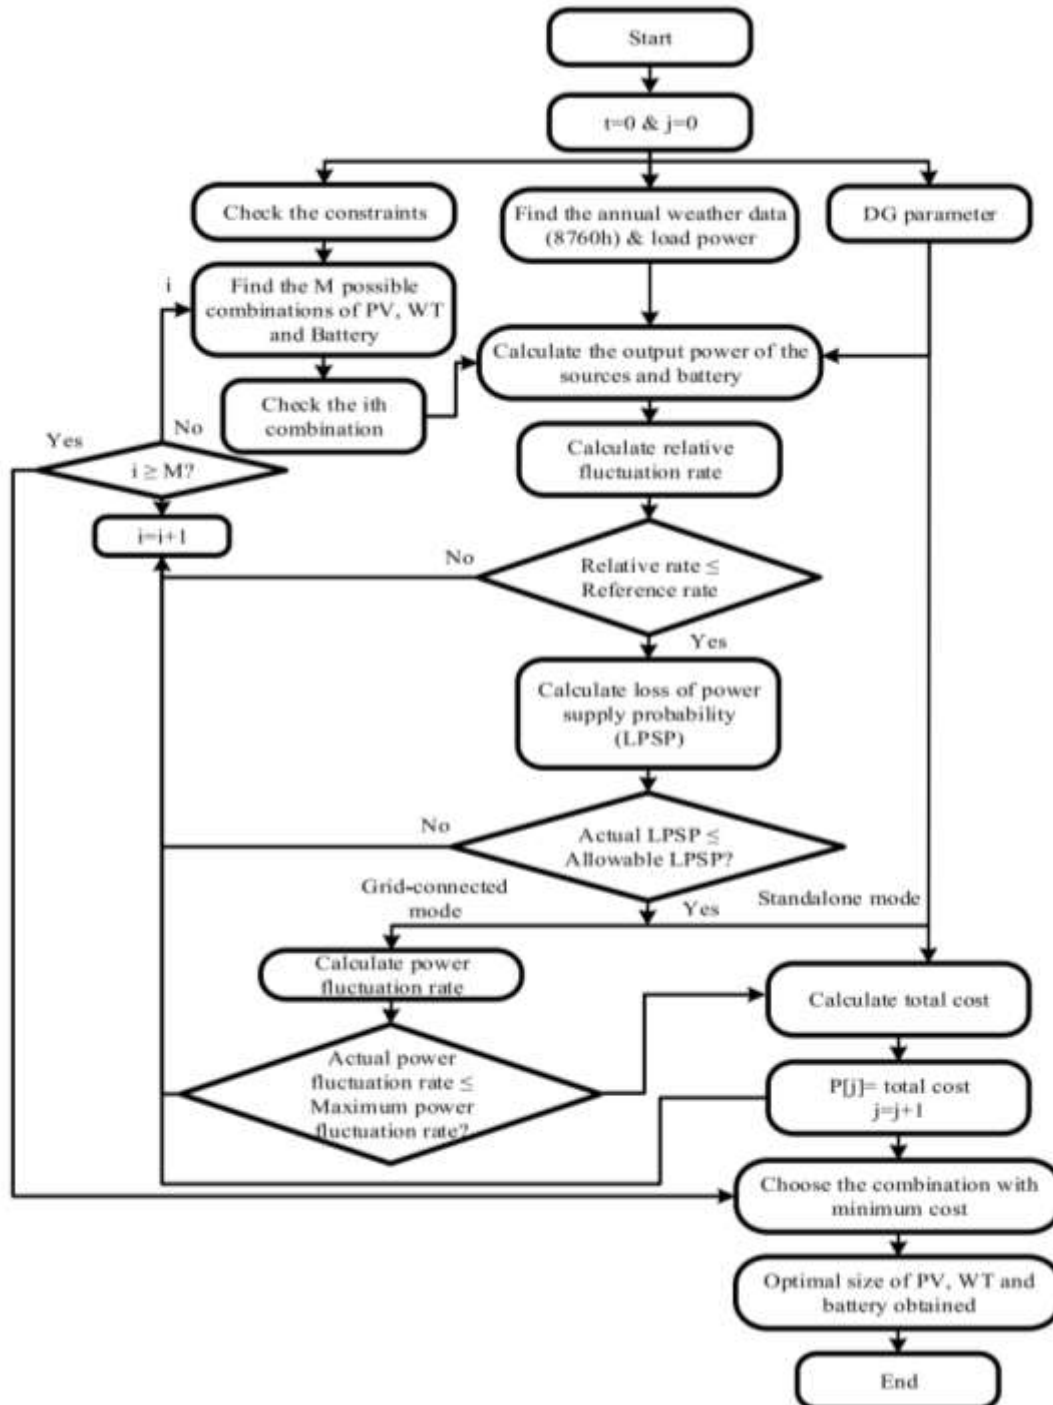 Start
t=0 & j=0
Check the constraints
Find the annual weather data
(8760h) & load power
DG parameter
i
Find the M possible
combinations of PV, WT
and Battery
Calculate the output power of the
sources and battery
Check the ith
combination
Yes
No
i ≥ M?
Calculate relative
fluctuation rate
i=i+1
No
Relative rate ≤
Reference rate
Yes
Calculate loss of power
supply probability
(LPSP)
No
Actual LPSP ≤
Allowable LPSP?
Grid-connected
mode
Yes
Standalone mode
Calculate power
fluctuation rate
Calculate total cost
Actual power
fluctuation rate ≤
Maximum power
fluctuation rate?
P[j]= total cost
j=j+1
Choose the combination with
minimum cost
Optimal size of PV, WT and
battery obtained
End